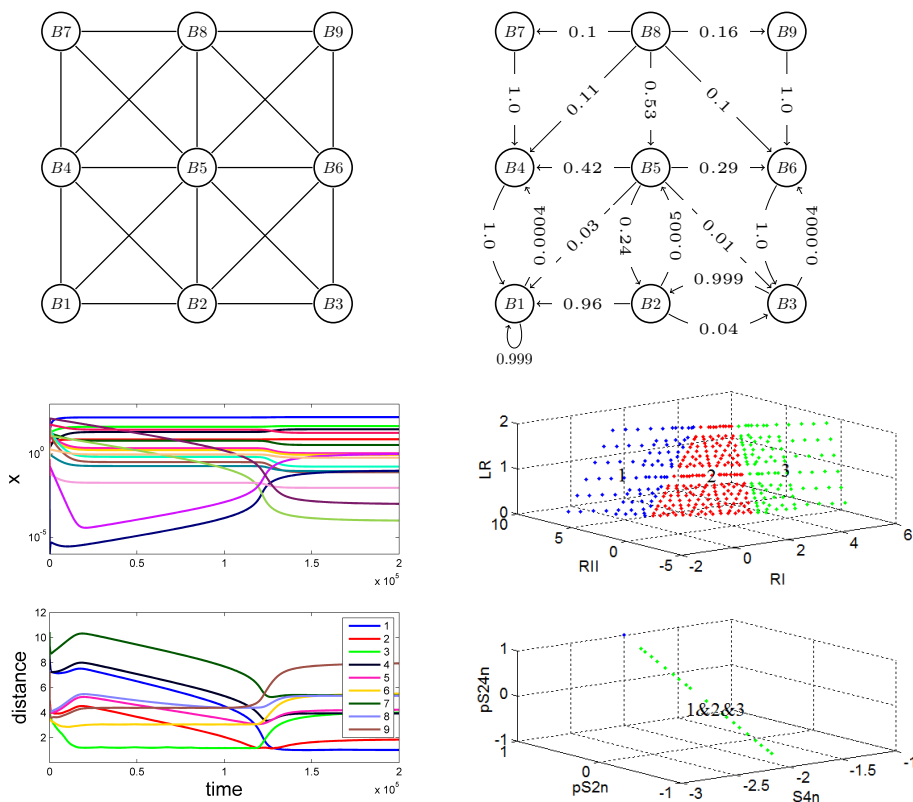 B7 B8 B9
B4 B5 B6
B1 B2 B3
B7 0.1 B8 0.16 B9
1.0 0.11 0.53 0.1 1.0
B4 0.42 B5 0.29 B6
1.0 0.0004 0.03 0.24 0.005 0.01 1.0 0.0004
0.999
B1 0.96 B2 B3
0.04
0.999
x
10^0
10^-5
0 0.5 1 1.5 2
x 10^5
LR
2
1
0
10
5
0
-5
RII
-2
0
2
4
6
RI
1 2 3
distance
12
10
8
6
4
2
0 0.5 1 1.5 2
x 10^5
time
1
2
3
4
5
6
7
8
9
pS24n
1
0
-1
1
0
-1
pS2n
-3
-2.5
-2
-1.5
-1
S4n
1&2&3